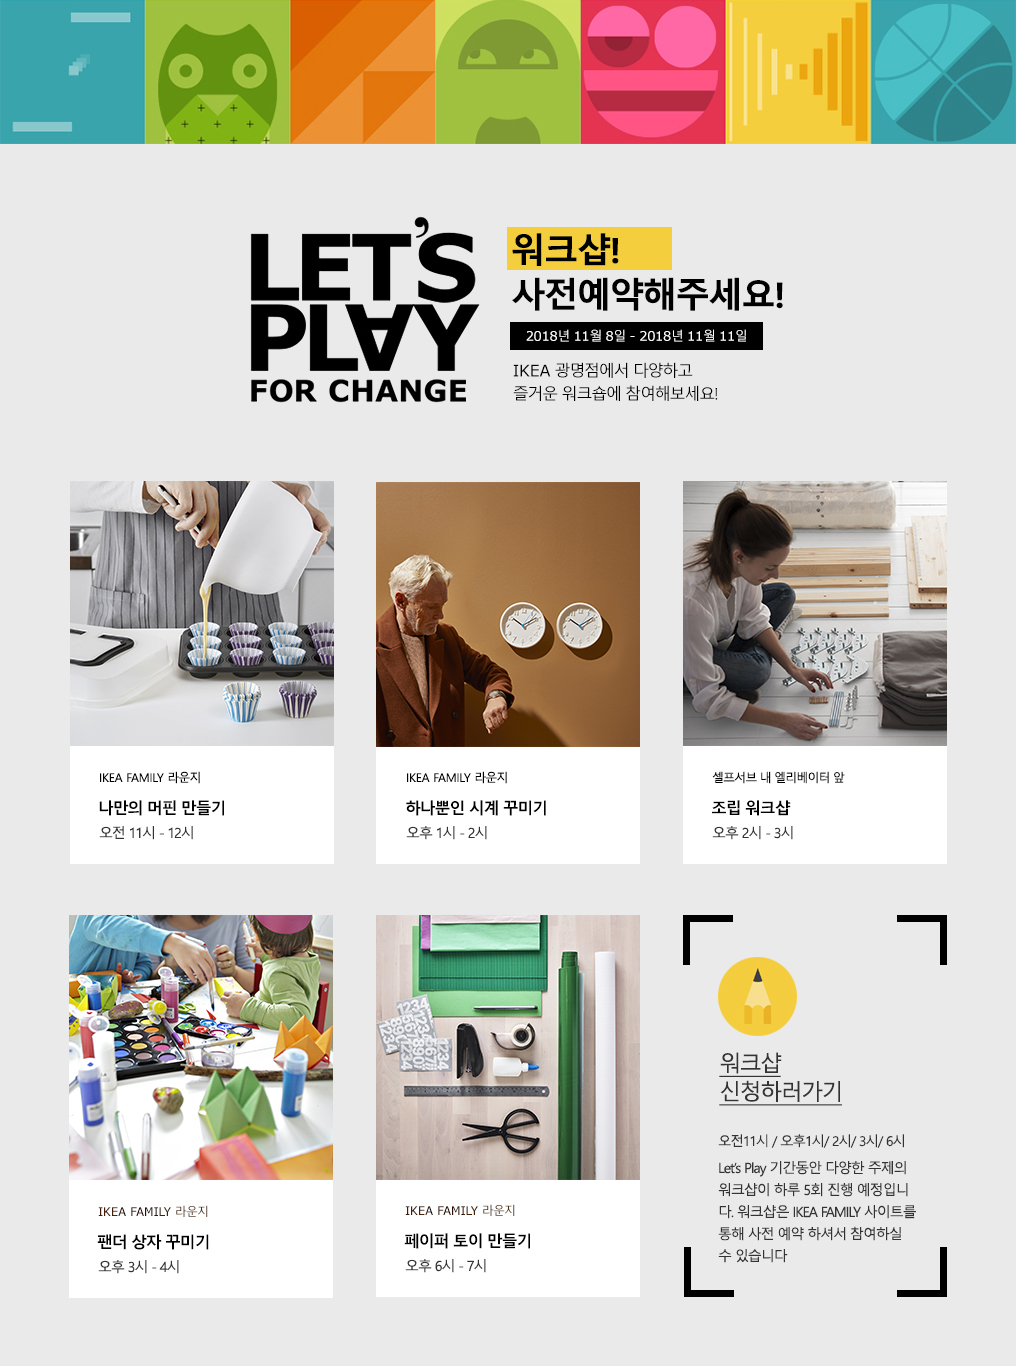 LET'S
PLAY
FOR CHANGE
워크샵!
사전예약해주세요!
2018년 11월 8일 - 2018년 11월 11일
IKEA 광명점에서 다양하고
즐거운 워크숍에 참여해보세요!
IKEA FAMILY 라운지
나만의 머핀 만들기
오전 11시 - 12시
IKEA FAMILY 라운지
하나뿐인 시계 꾸미기
오후 1시 - 2시
셀프서브 내 엘리베이터 앞
조립 워크샵
오후 2시 - 3시
IKEA FAMILY 라운지
팬더 상자 꾸미기
오후 3시 - 4시
IKEA FAMILY 라운지
페이퍼 토이 만들기
오후 6시 - 7시
워크샵
신청하러가기
오전11시 / 오후1시/ 2시/ 3시/ 6시
Let's Play 기간동안 다양한 주제의
워크샵이 하루 5회 진행 예정입니
다. 워크샵은 IKEA FAMILY 사이트를
통해 사전 예약 하셔서 참여하실
수 있습니다